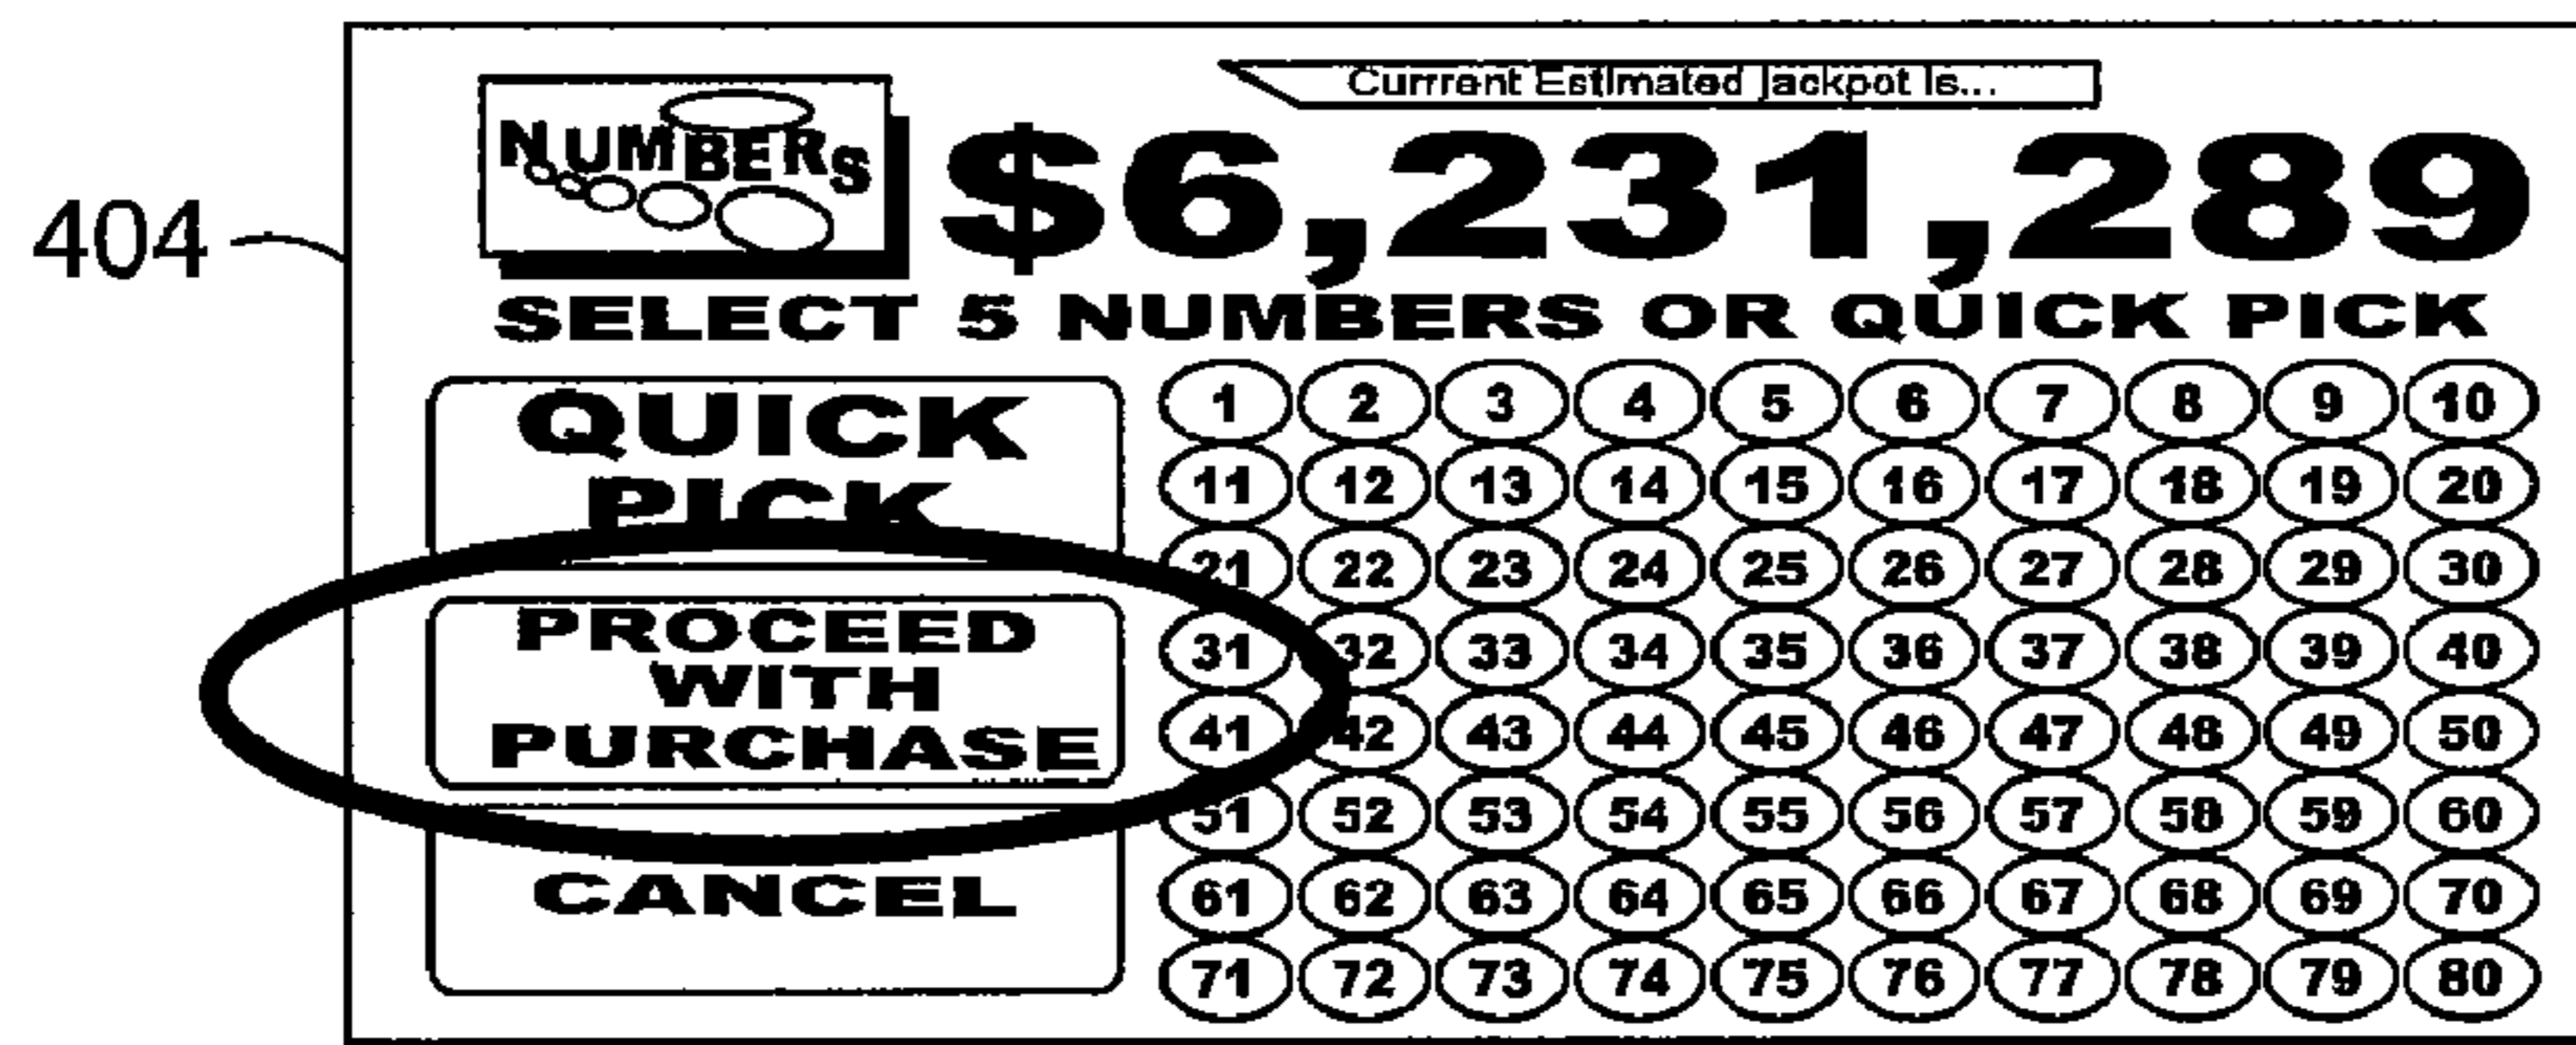 Currrent Estimated Jackpot is...
NUMBERS
$6,231,289
404
SELECT 5 NUMBERS OR QUICK PICK
QUICK
PICK
PROCEED
WITH
PURCHASE
CANCEL
1 2 3 4 5 6 7 8 9 10
11 12 13 14 15 16 17 18 19 20
21 22 23 24 25 26 27 28 29 30
31 32 33 34 35 36 37 38 39 40
41 42 43 44 45 46 47 48 49 50
51 52 53 54 55 56 57 58 59 60
61 62 63 64 65 66 67 68 69 70
71 72 73 74 75 76 77 78 79 80